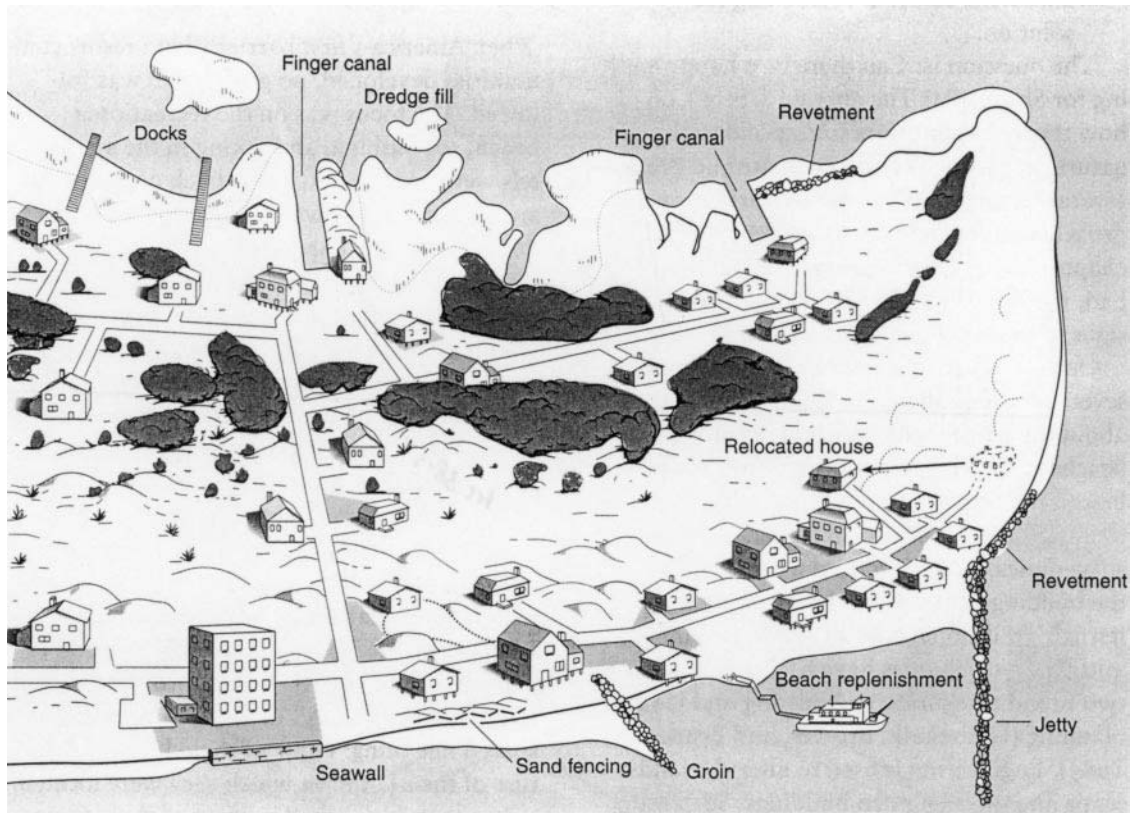 Finger canal
Dredge fill
Revetment
Docks
Finger canal
Relocated house
Revetment
Beach replenishment
Jetty
Seawall
Sand fencing
Groin